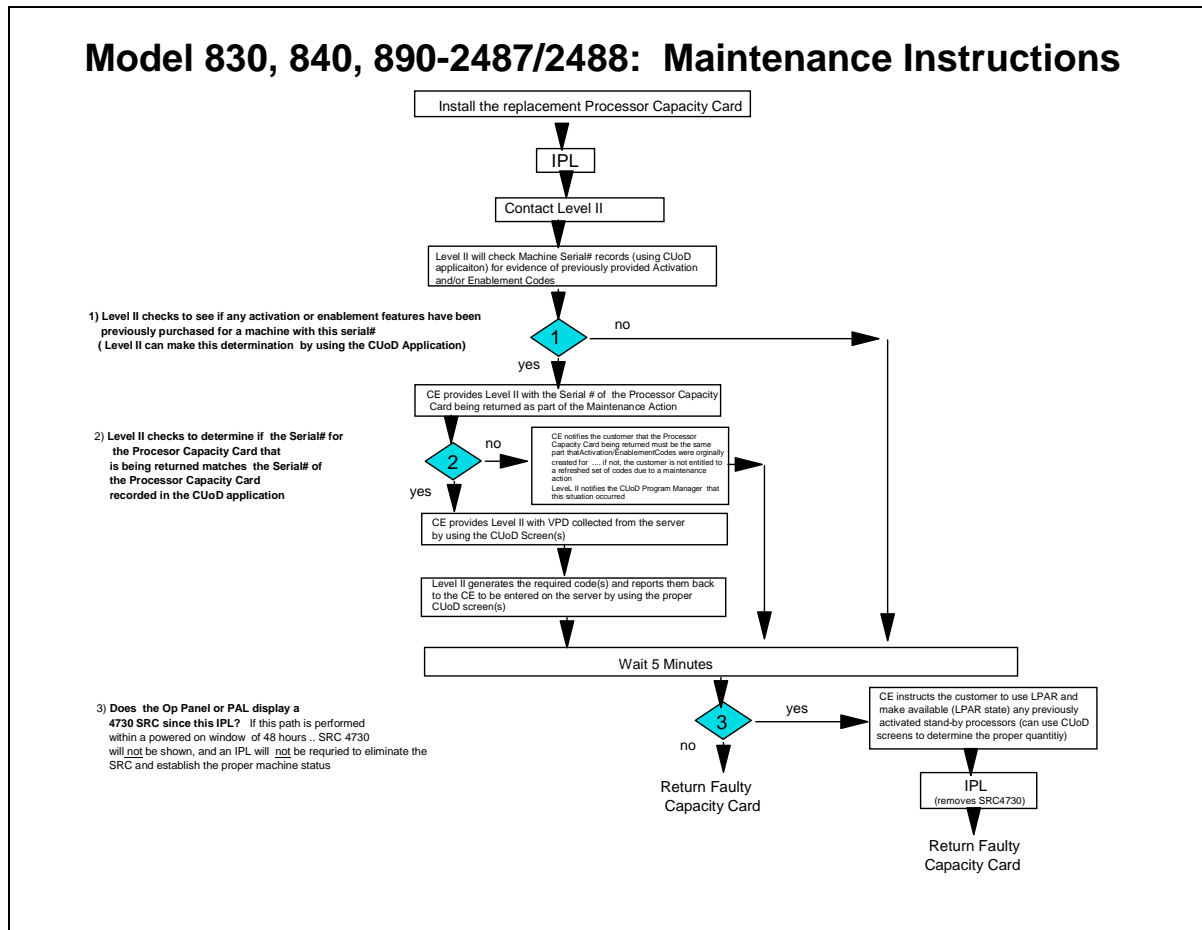 Model 830, 840, 890-2487/2488: Maintenance Instructions
Install the replacement Processor Capacity Card
IPL
Contact Level II
Level II will check Machine Serial# records (using CUoD
applicaiton) for evidence of previously provided Activation
and/or Enablement Codes
1) Level II checks to see if any activation or enablement features have been
previously purchased for a machine with this serial#
( Level II can make this determination by using the CUoD Application)
1
no
yes
CE provides Level II with the Serial # of the Processor Capacity
Card being returned as part of the Maintenance Action
2) Level II checks to determine if the Serial# for
the Procesor Capacity Card that
is being returned matches the Serial# of
the Processor Capacity Card
recorded in the CUoD application
2
no
yes
CE notifies the customer that the Processor
Capacity Card being returned must be the same
part thatActivation/EnablementCodes were orginally
created for .... if not, the customer is not entitled to
a refreshed set of codes due to a maintenance
action
LeveL II notifies the CUoD Program Manager that
this situation occurred
CE provides Level II with VPD collected from the server
by using the CUoD Screen(s)
Level II generates the required code(s) and reports them back
to the CE to be entered on the server by using the proper
CUoD screen(s)
Wait 5 Minutes
3) Does the Op Panel or PAL display a
4730 SRC since this IPL? If this path is performed
within a powered on window of 48 hours .. SRC 4730
will not be shown, and an IPL will not be requried to eliminate the
SRC and establish the proper machine status
3
yes
no
CE instructs the customer to use LPAR and
make available (LPAR state) any previously
activated stand-by processors (can use CUoD
screens to determine the proper quantitiy)
Return Faulty
Capacity Card
IPL
(removes SRC4730)
Return Faulty
Capacity Card